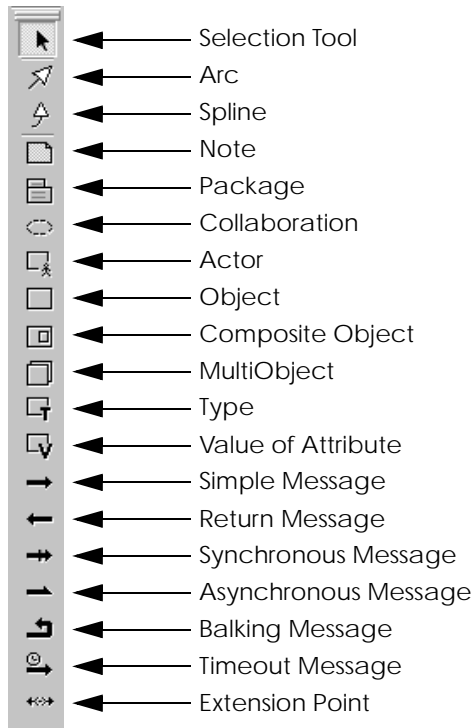 Selection Tool
Arc
Spline
Note
Package
Collaboration
Actor
Object
Composite Object
MultiObject
Type
Value of Attribute
Simple Message
Return Message
Synchronous Message
Asynchronous Message
Balking Message
Timeout Message
Extension Point